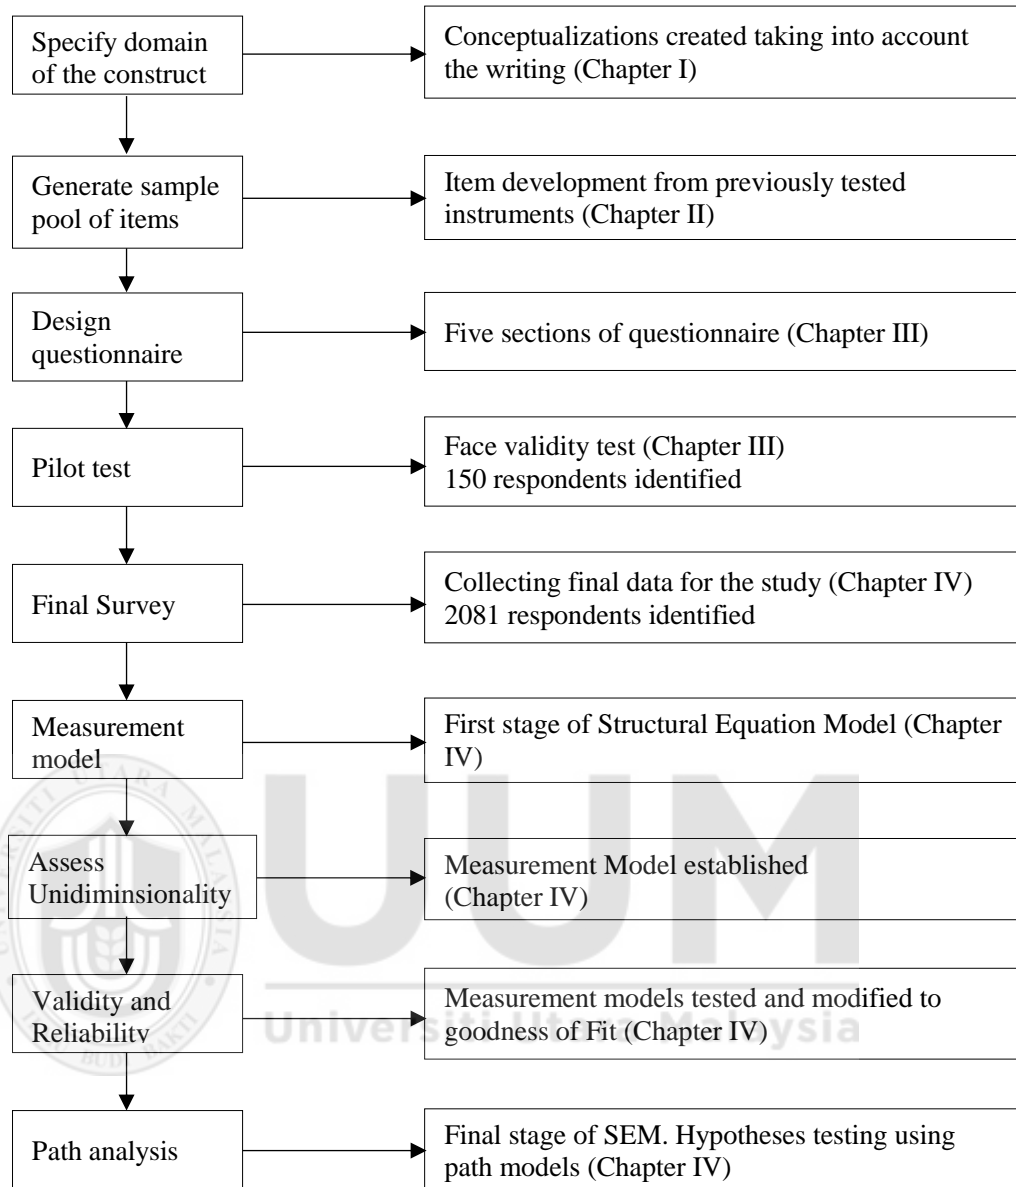 Specify domain
of the construct
Conceptualizations created taking into account
the writing (Chapter I)
Generate sample
pool of items
Item development from previously tested
instruments (Chapter II)
Design
questionnaire
Five sections of questionnaire (Chapter III)
Pilot test
Face validity test (Chapter III)
150 respondents identified
Final Survey
Collecting final data for the study (Chapter IV)
2081 respondents identified
Measurement
model
First stage of Structural Equation Model (Chapter
IV)
Assess
Unidiminsionality
Measurement Model established
(Chapter IV)
Validity and
Reliability
Measurement models tested and modified to
goodness of Fit (Chapter IV)
Path analysis
Final stage of SEM. Hypotheses testing using
path models (Chapter IV)
UUM
Universiti Utara Malaysia
UNIVERSITI UTARA MALAYSIA
BUDI BAKTI